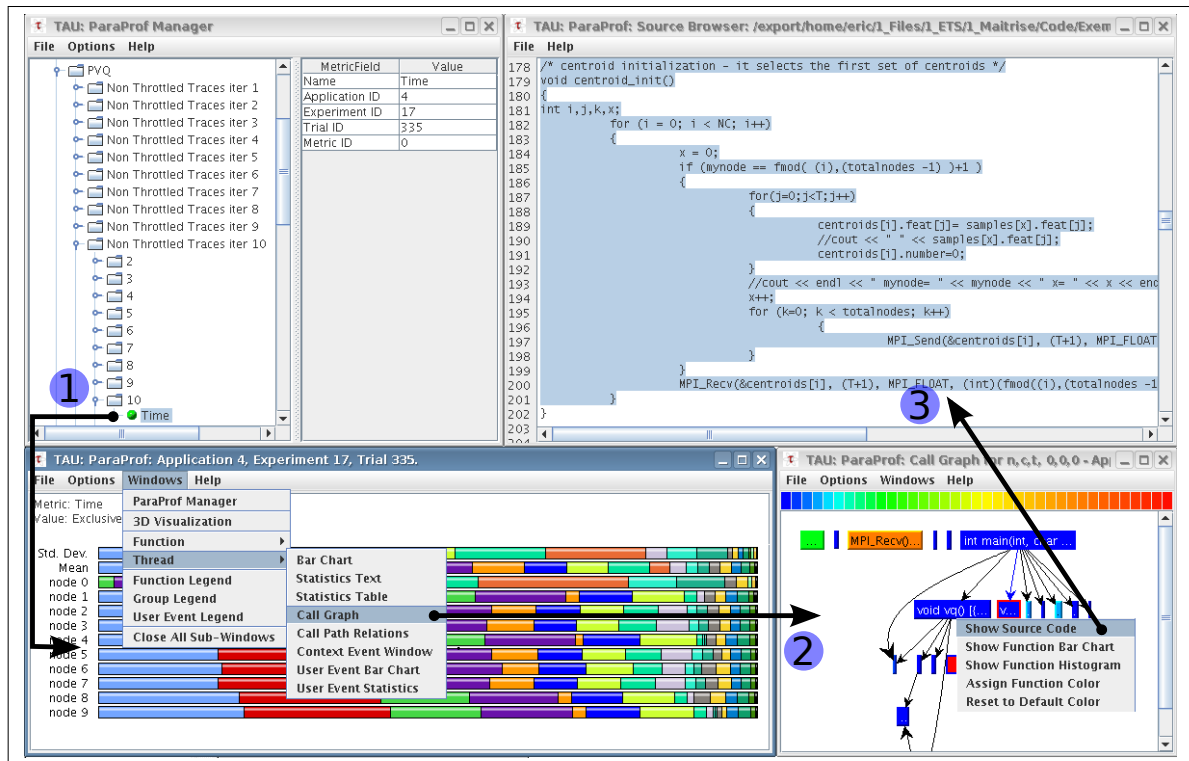 TAU: ParaProf Manager
File Options Help
PVQ
Non Throttled Traces iter 1
Non Throttled Traces iter 2
Non Throttled Traces iter 3
Non Throttled Traces iter 4
Non Throttled Traces iter 5
Non Throttled Traces iter 6
Non Throttled Traces iter 7
Non Throttled Traces iter 8
Non Throttled Traces iter 9
Non Throttled Traces iter 10
2
3
4
5
6
7
8
9
10
Time
1
MetricField Value
Name Time
Application ID 4
Experiment ID 17
Trial ID 335
Metric ID 0
TAU: ParaProf: Source Browser: /export/home/eric/1_Files/1_ETS/1_Maitrise/Code/Exem
File Help
178 /* centroid initialization - it selects the first set of centroids */
179 void centroid_init()
180 {
181 int i,j,k,x;
182 for (i = 0; i < NC; i++)
183 {
184 x = 0;
185 if (mynode == fmod( (i),(totalnodes -1) )+1 )
186 {
187 for(j=0;j<T;j++)
188 {
189 centroids[i].feat[j]= samples[x].feat[j];
190 //cout << " " << samples[x].feat[j];
191 centroids[i].number=0;
192 }
193 //cout << endl << " mynode= " << mynode << " x= " << x << end
194 x++;
195 for (k=0; k < totalnodes; k++)
196 {
197 MPI_Send(&centroids[i], (T+1), MPI_FLOAT
198 }
199 }
200 MPI_Recv(&centroids[i], (T+1), MPI_FLOAT, (int)(fmod((i),(totalnodes -1
201 }
202 }
203
3
TAU: ParaProf: Application 4, Experiment 17, Trial 335.
File Options Windows Help
Metric: Time
Value: Exclusive
ParaProf Manager
3D Visualization
Function
Thread
Function Legend
Group Legend
User Event Legend
Close All Sub-Windows
Bar Chart
Statistics Text
Statistics Table
Call Graph
Call Path Relations
Context Event Window
User Event Bar Chart
User Event Statistics
Std. Dev.
Mean
node 0
node 1
node 2
node 3
node 4
node 5
node 6
node 7
node 8
node 9
2
TAU: ParaProf: Call Graph for n,c,t, 0,0,0 - Ap
File Options Windows Help
... MPI_Recv()... int main(int, char ...
void vq() [(... v...
Show Source Code
Show Function Bar Chart
Show Function Histogram
Assign Function Color
Reset to Default Color